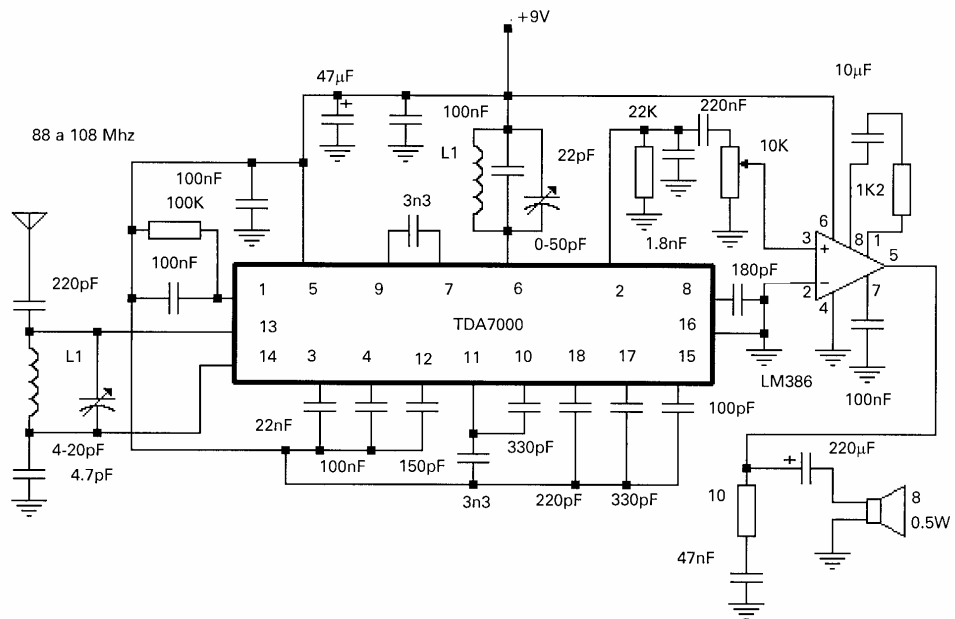 +9V
47µF
100nF
22K
220nF
10µF
88 a 108 Mhz
L1
22pF
10K
100nF
100K
1K2
3n3
0-50pF
1.8nF
6
3
+
8
1
5
220pF
100nF
180pF
−
2
4
7
1
5
9
7
6
2
8
13
TDA7000
16
14
3
4
12
11
10
18
17
15
L1
LM386
100nF
22nF
100pF
4-20pF
4.7pF
100nF
150pF
330pF
3n3
220pF
330pF
220µF
+
10
8
0.5W
47nF
+